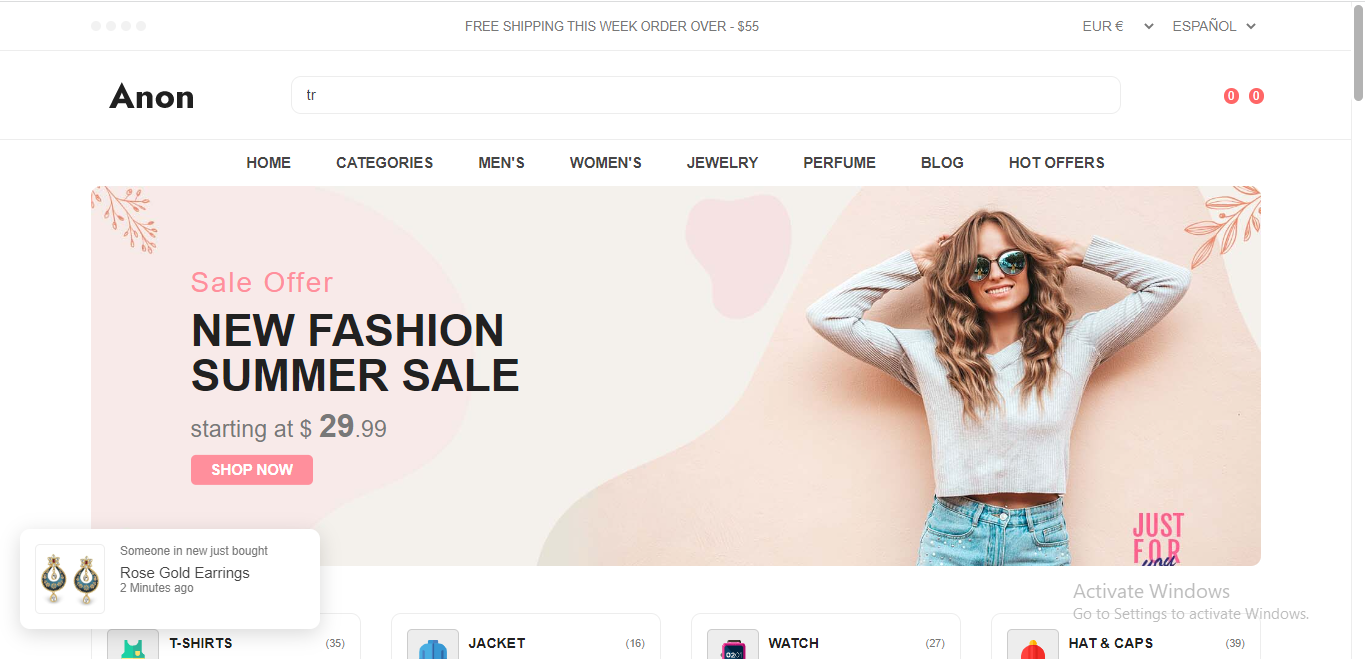 FREE SHIPPING THIS WEEK ORDER OVER - $55
EUR €
ESPAÑOL
Anon
tr
0
0
HOME
CATEGORIES
MEN'S
WOMEN'S
JEWELRY
PERFUME
BLOG
HOT OFFERS
Sale Offer
NEW FASHION
SUMMER SALE
starting at $ 29.99
SHOP NOW
JUST
FOR
you
Someone in new just bought
Rose Gold Earrings
2 Minutes ago
Activate Windows
Go to Settings to activate Windows.
T-SHIRTS
(35)
JACKET
(16)
WATCH
(27)
HAT & CAPS
(39)